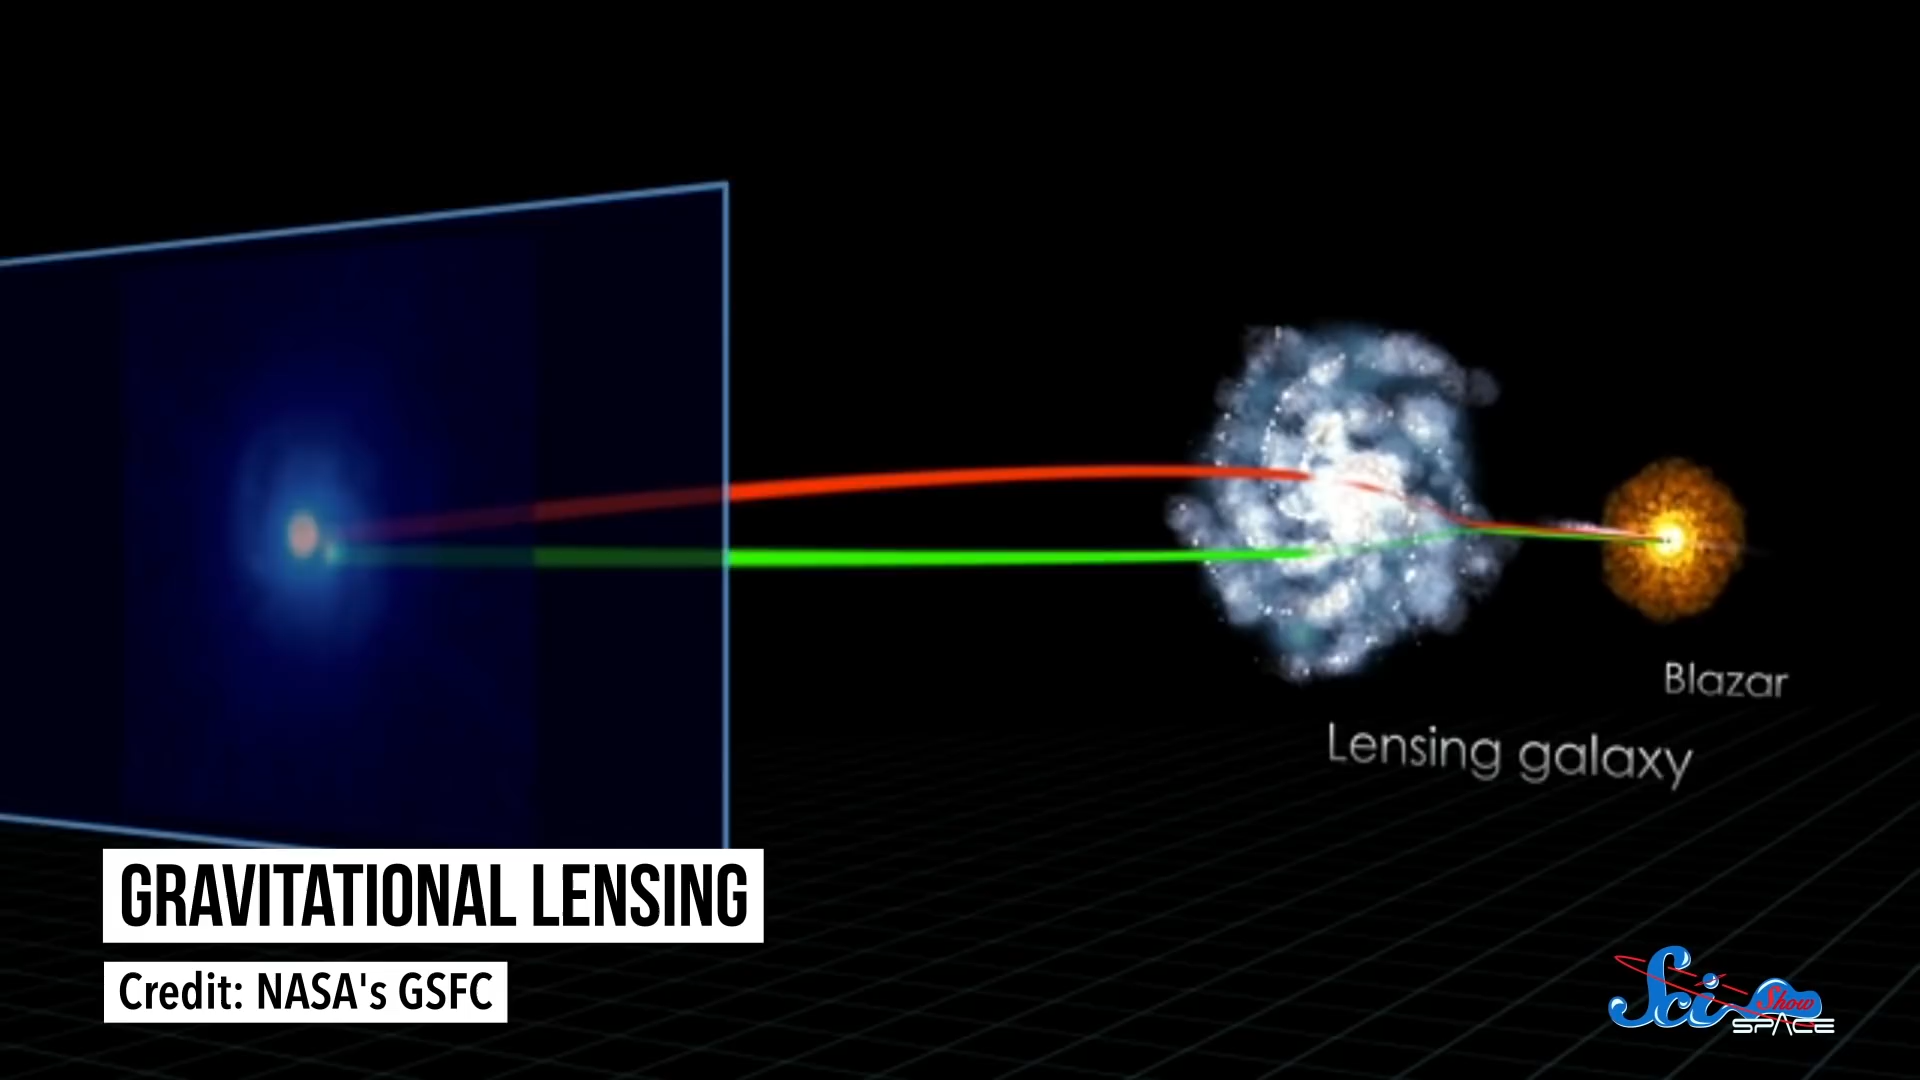 Blazar
Lensing galaxy
GRAVITATIONAL LENSING
Credit: NASA's GSFC
Sci Show
SPACE